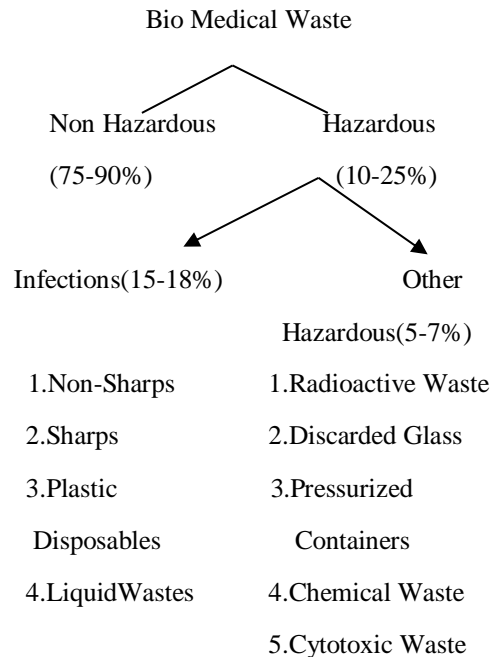 Bio Medical Waste
Non Hazardous
(75-90%)
Hazardous
(10-25%)
Infections(15-18%)
Other
Hazardous(5-7%)
1.Non-Sharps
2.Sharps
3.Plastic
Disposables
4.LiquidWastes
1.Radioactive Waste
2.Discarded Glass
3.Pressurized
Containers
4.Chemical Waste
5.Cytotoxic Waste